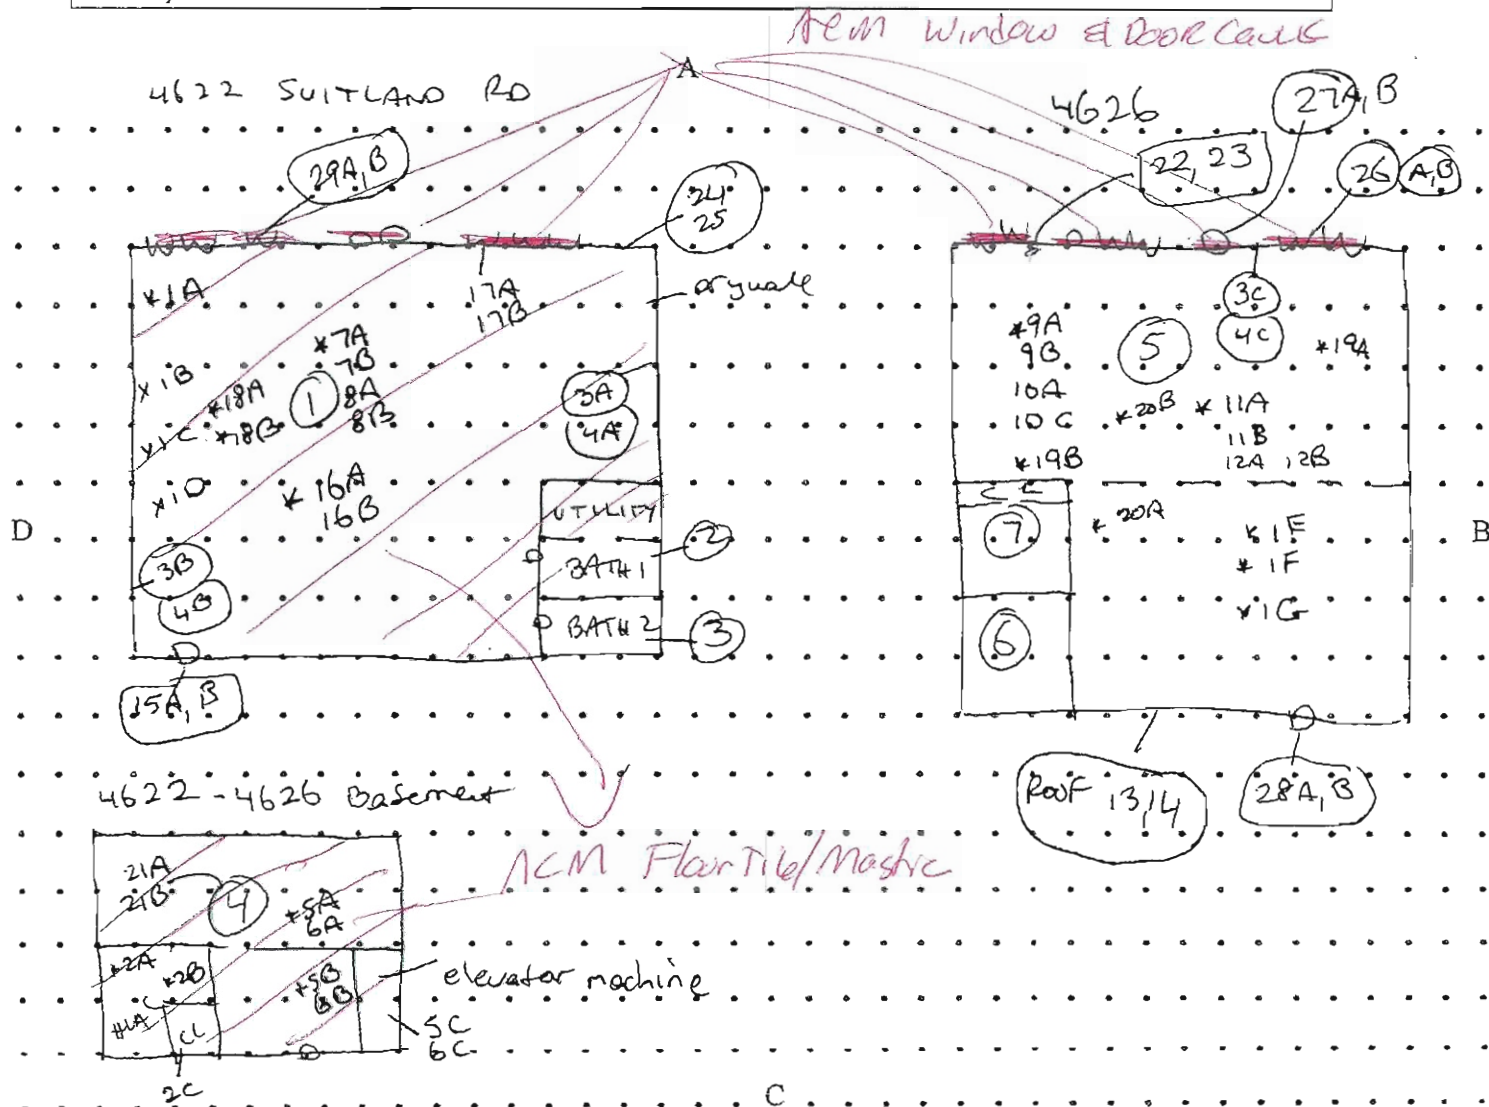 ACM Window & DOOR Caulk
A
4622 SUITLAND RD
4626
27A, B
29A, B
22, 23
26 A, B
24
25
*1A
17A
17B
drywall
3C
4C
*7A
7B
8A
8B
*9A
9B
10A
10C
5
*19A
x1B
*18A
*18B
1
3A
4A
*20B
*11A
11B
12A, 12B
x1C
*19B
x1D
*16A
16B
UTILITY
D
7
*20A
*1E
*1F
*1G
B
3B
4B
BATH 1
2
BATH 2
3
6
D
15A, B
ROOF 13,14
28A, B
4622-4626 Basement
ACM Floor Tile/Mastic
21A
21B
4
*5A
6A
*2A
*2B
*5B
6B
elevator machine
CL
5C
6C
2C
C